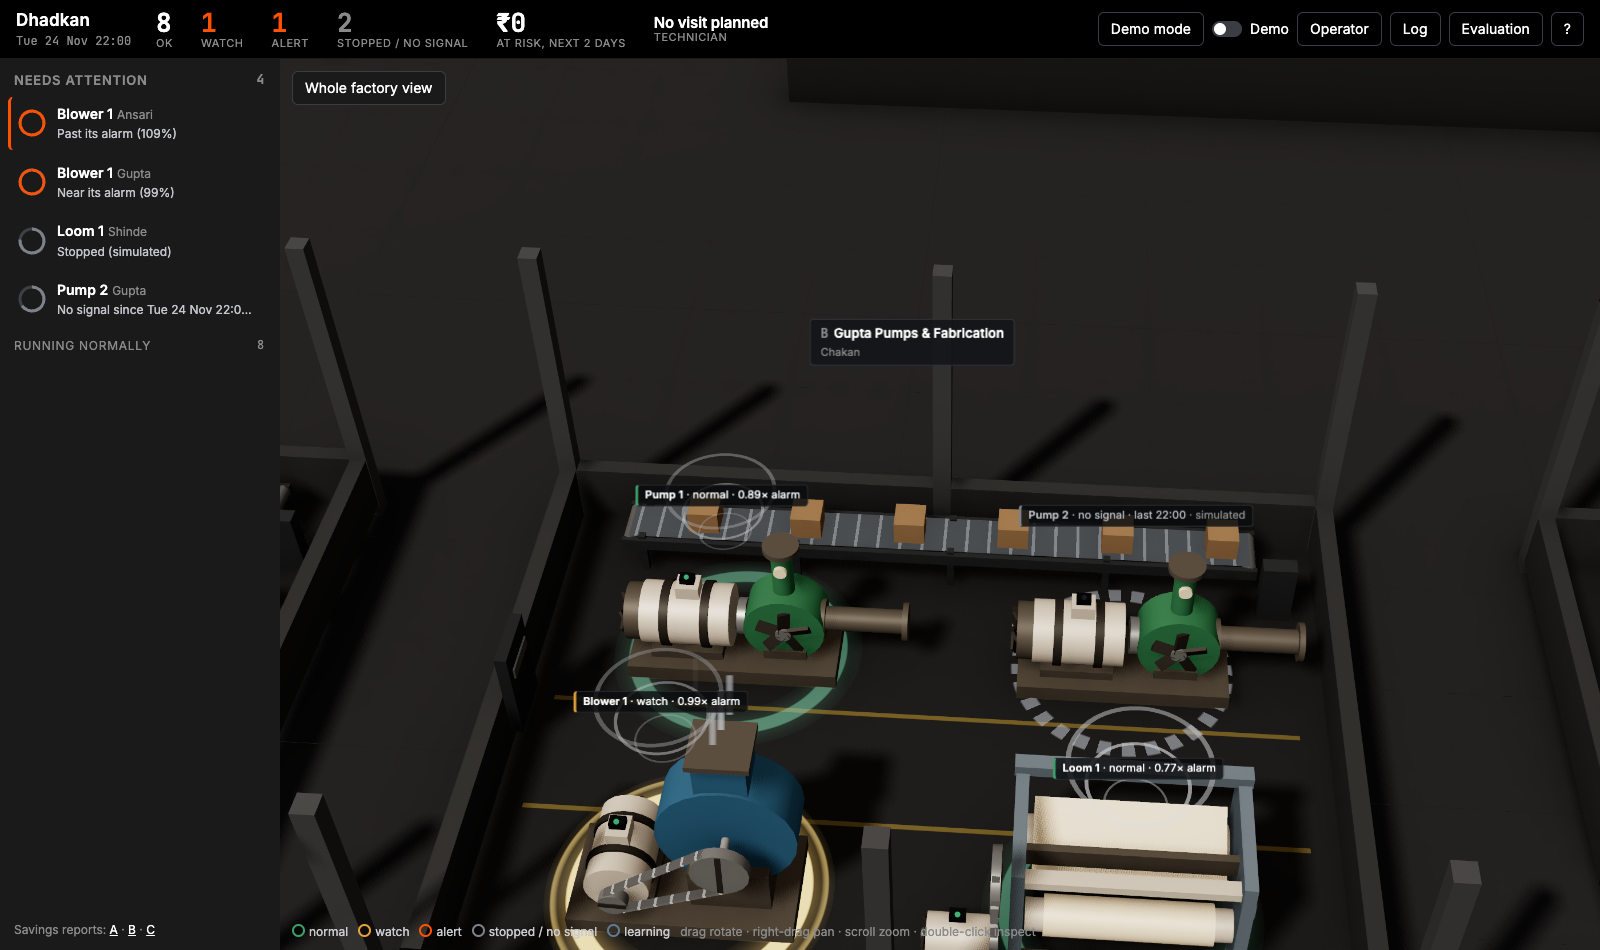 Dhadkan
Tue 24 Nov 22:00
8
OK
1
WATCH
1
ALERT
2
STOPPED / NO SIGNAL
₹0
AT RISK, NEXT 2 DAYS
No visit planned
TECHNICIAN
Demo mode
Demo
Operator
Log
Evaluation
?
NEEDS ATTENTION 4
Blower 1 Ansari
Past its alarm (109%)
Blower 1 Gupta
Near its alarm (99%)
Loom 1 Shinde
Stopped (simulated)
Pump 2 Gupta
No signal since Tue 24 Nov 22:0...
RUNNING NORMALLY 8
Savings reports: A · B · C
Whole factory view
B Gupta Pumps & Fabrication
Chakan
Pump 1 · normal · 0.89× alarm
Pump 2 · no signal · last 22:00 · simulated
Blower 1 · watch · 0.99× alarm
Loom 1 · normal · 0.77× alarm
normal watch alert stopped / no signal learning drag rotate · right-drag pan · scroll zoom · double-click inspect